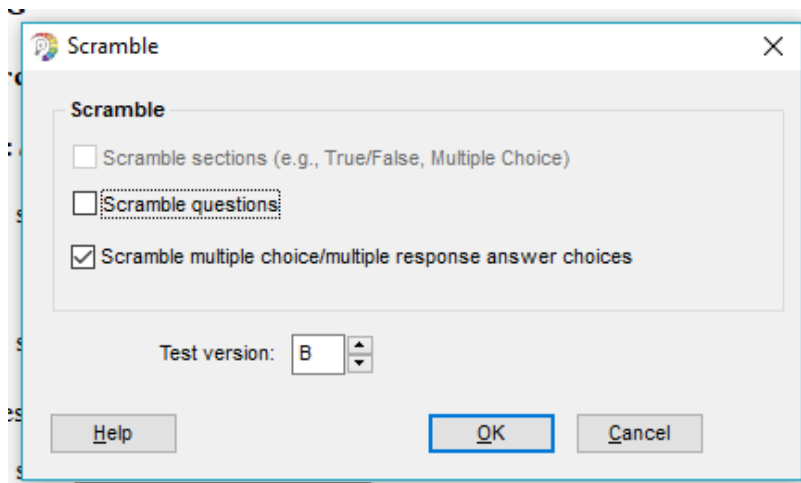 Scramble
Scramble
Scramble sections (e.g., True/False, Multiple Choice)
Scramble questions
Scramble multiple choice/multiple response answer choices
Test version: B
Help OK Cancel